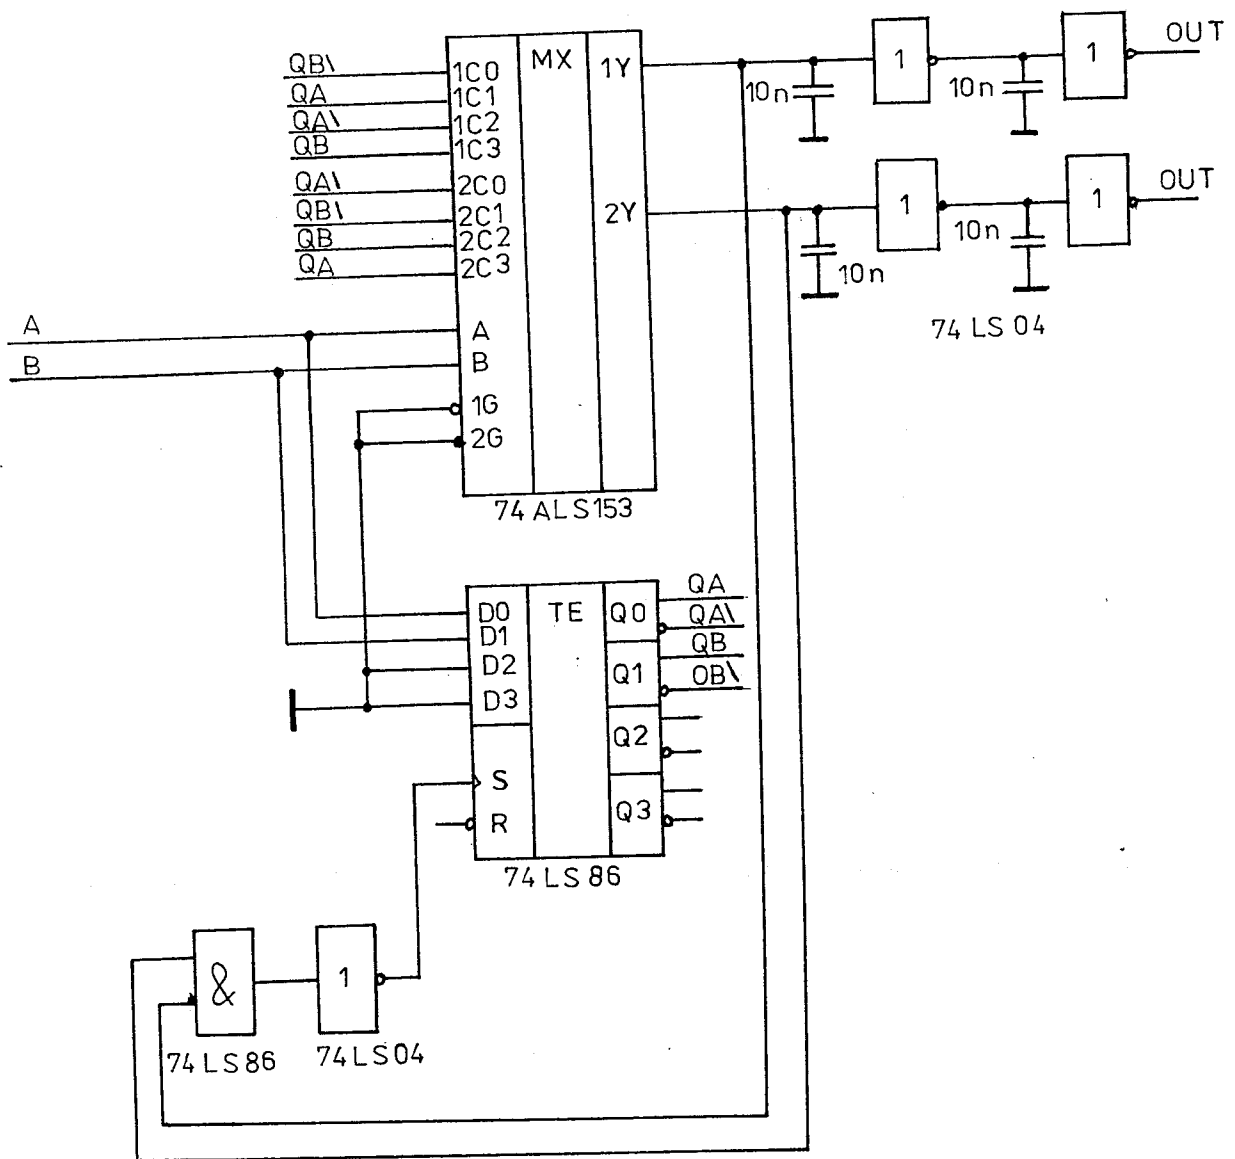 QB\
QA
QA\
QB
QA\
QB\
QB
QA
1C0
1C1
1C2
1C3
2C0
2C1
2C2
2C3
A
B
1G
2G
MX
1Y
2Y
74 ALS153
A
B
10n
1
10n
1
OUT
10n
1
10n
1
OUT
74 LS 04
D0
D1
D2
D3
S
R
TE
Q0
Q1
Q2
Q3
QA
QA\
QB
OB\
74 LS 86
&
74 LS 86
1
74 LS04